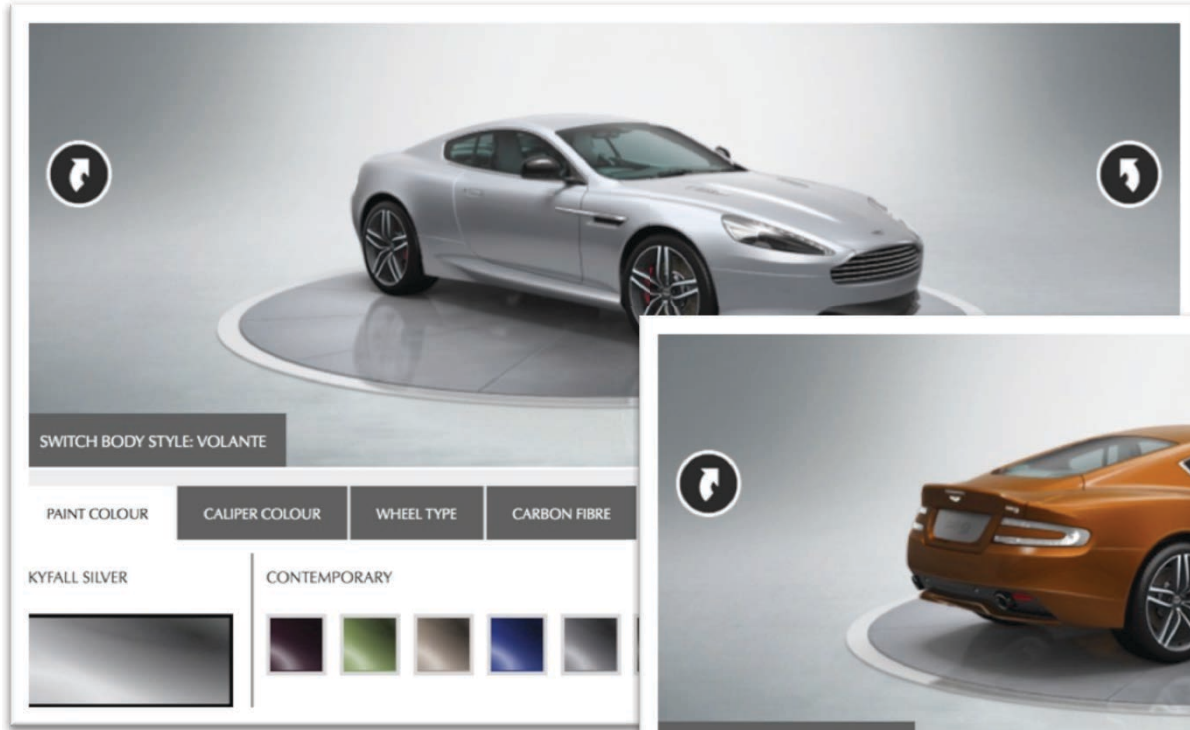 SWITCH BODY STYLE: VOLANTE
PAINT COLOUR
CALIPER COLOUR
WHEEL TYPE
CARBON FIBRE
KYFALL SILVER
CONTEMPORARY